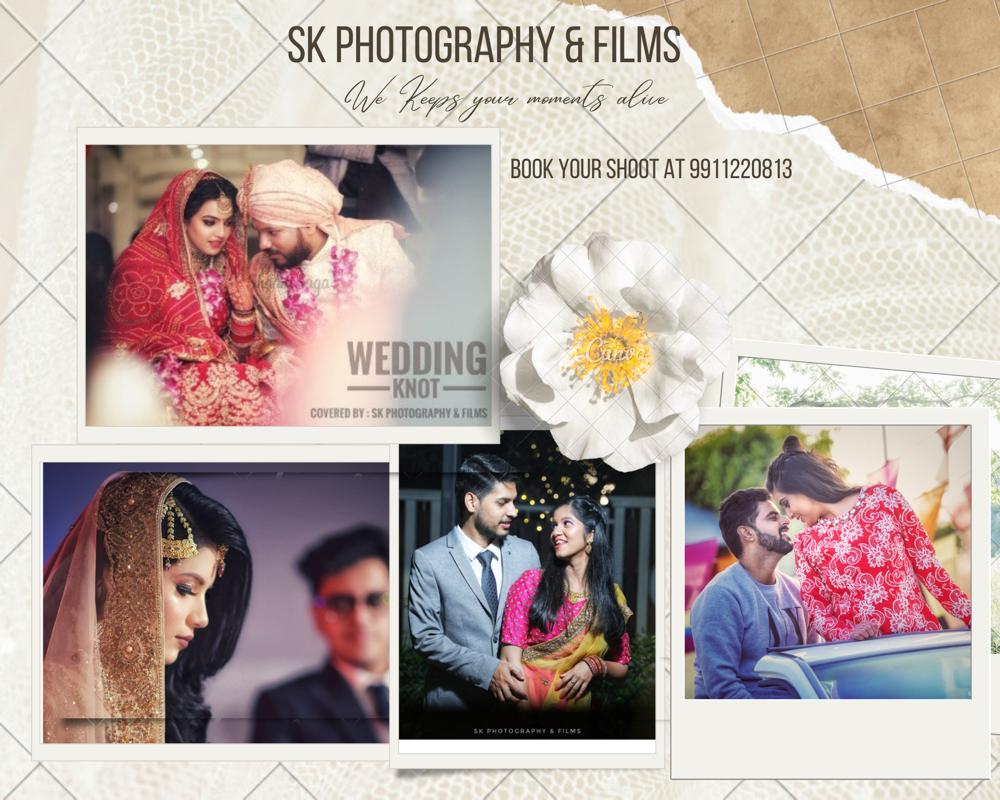 SK PHOTOGRAPHY & FILMS
We Keeps your moments alive
BOOK YOUR SHOOT AT 9911220813
WEDDING
KNOT
COVERED BY : SK PHOTOGRAPHY & FILMS
Canva
SK PHOTOGRAPHY & FILMS